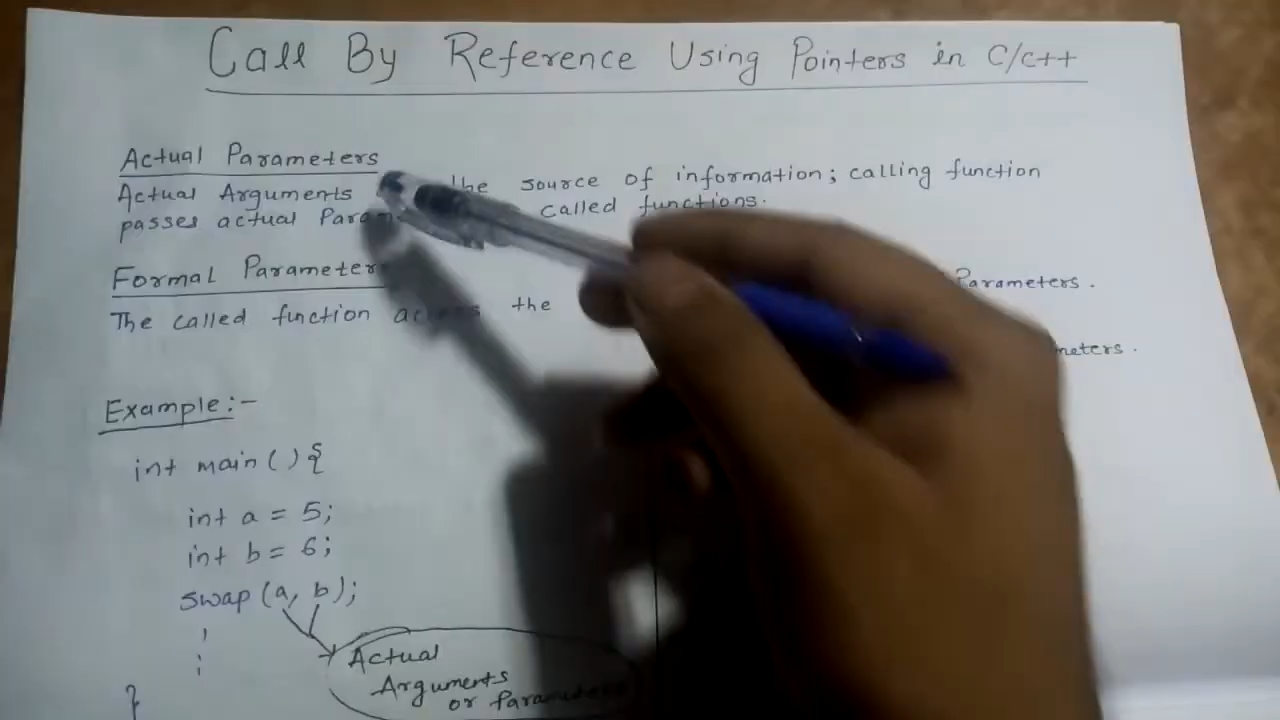 Call By Reference Using Pointers in C/C++
Actual Parameters
Actual Arguments the source of information; calling function
passes actual called functions.
Formal Parameter
Parameters.
The called function the
Example:-
int main(){
int a = 5;
int b = 6;
swap (a, b);
Actual
Arguments
or Parameters
}